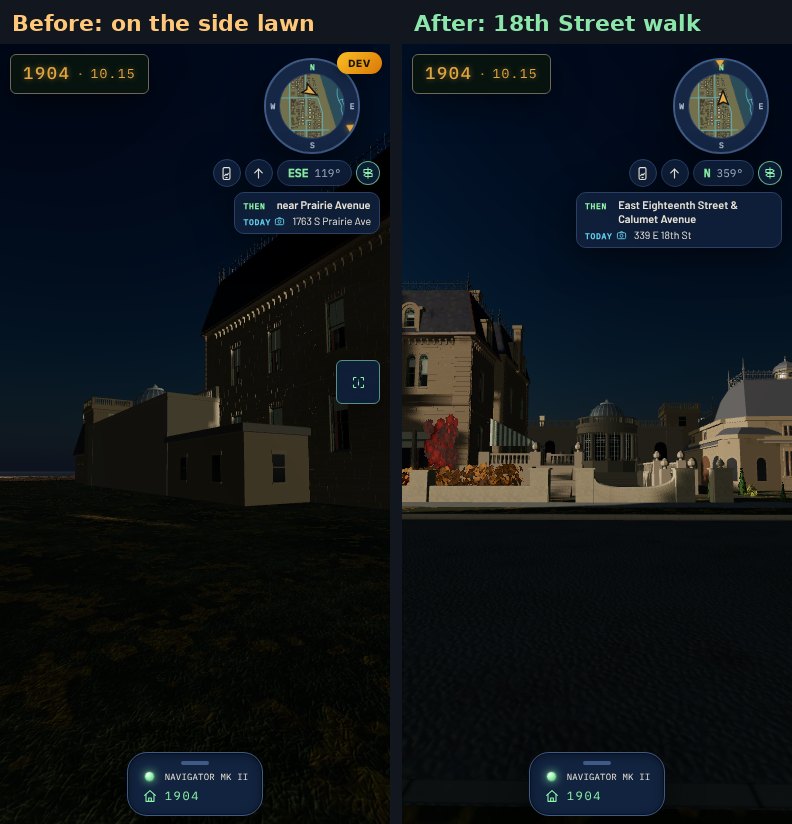 Before: on the side lawn
1904 · 10.15
DEV
N
W
E
S
ESE 119°
THEN near Prairie Avenue
TODAY 1763 S Prairie Ave
NAVIGATOR MK II
1904
After: 18th Street walk
1904 · 10.15
N
W
E
S
N 359°
THEN East Eighteenth Street &
Calumet Avenue
TODAY 339 E 18th St
NAVIGATOR MK II
1904